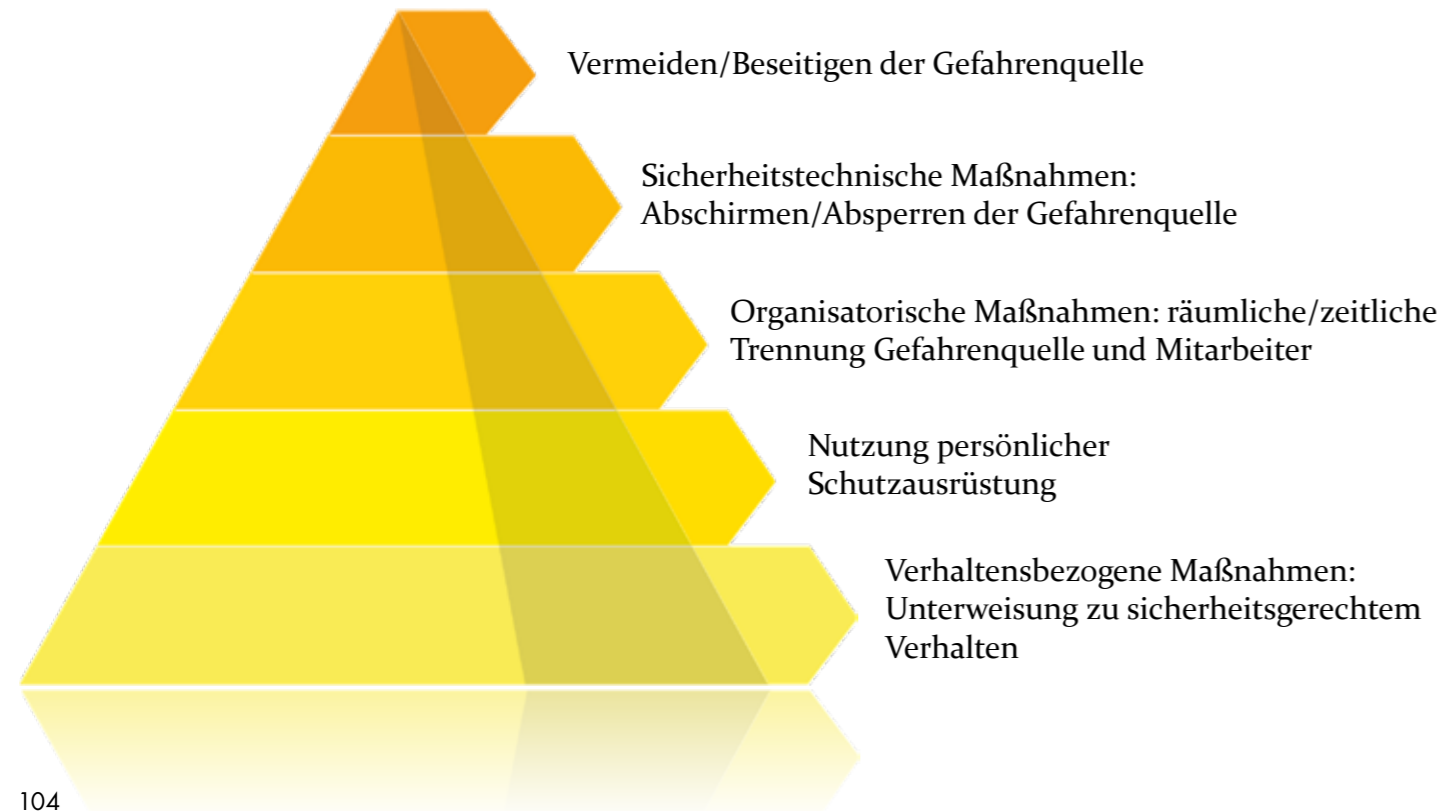 Vermeiden/Beseitigen der Gefahrenquelle
Sicherheitstechnische Maßnahmen:
Abschirmen/Absperren der Gefahrenquelle
Organisatorische Maßnahmen: räumliche/zeitliche
Trennung Gefahrenquelle und Mitarbeiter
Nutzung persönlicher
Schutzausrüstung
Verhaltensbezogene Maßnahmen:
Unterweisung zu sicherheitsgerechtem
Verhalten
104